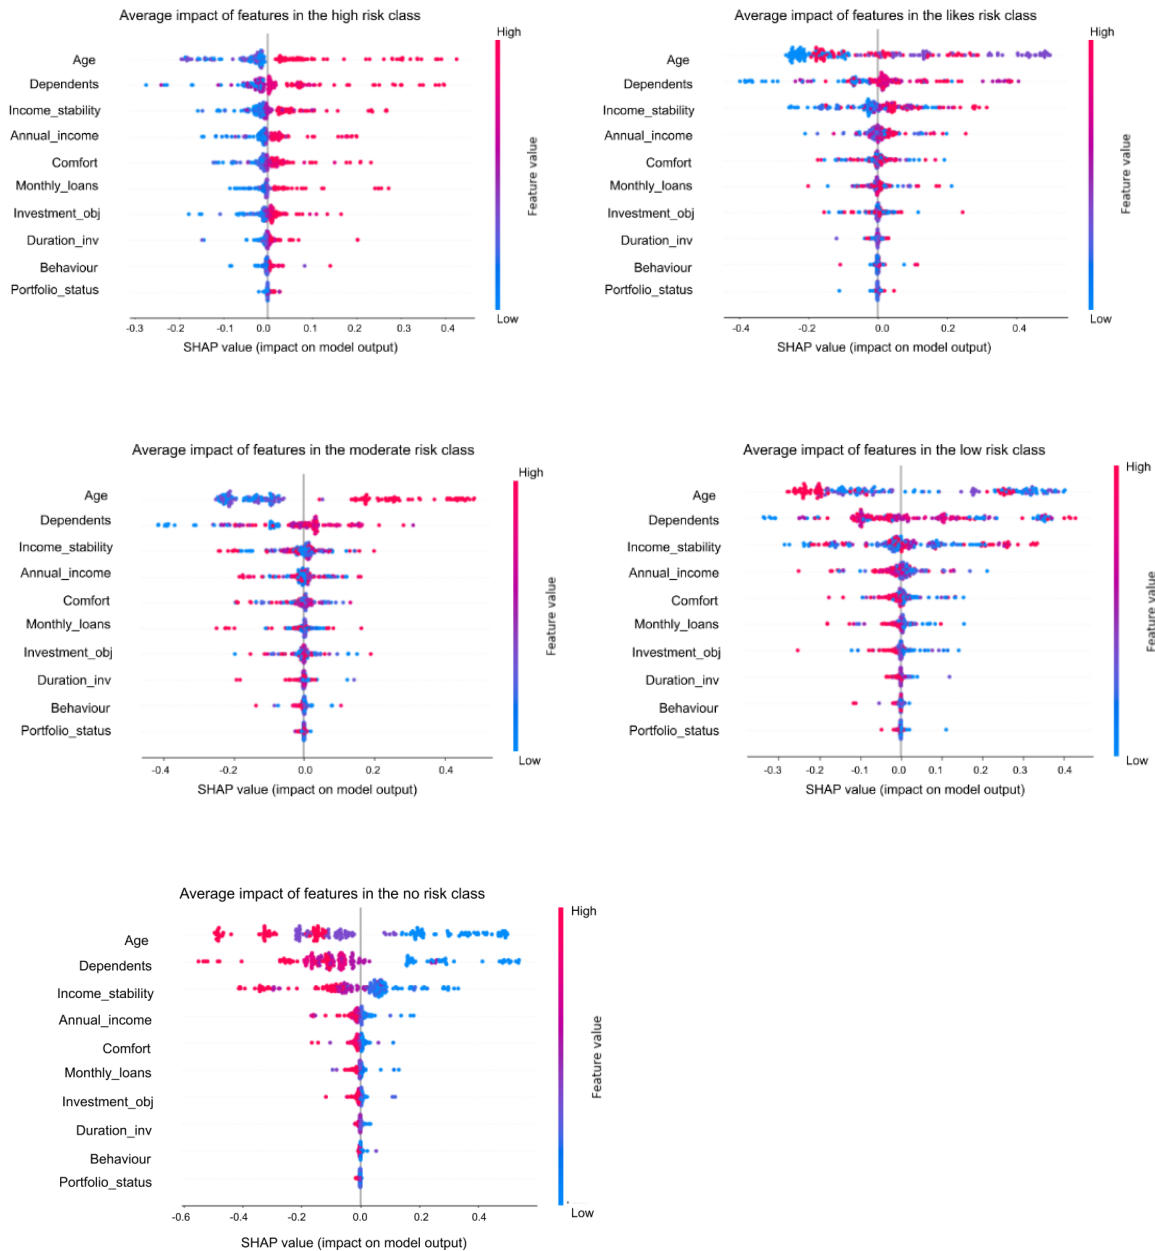 Average impact of features in the high risk class
High
Age
Dependents
Income_stability
Annual_income
Comfort
Monthly_loans
Investment_obj
Duration_inv
Behaviour
Portfolio_status
Feature value
Low
-0.3 -0.2 -0.1 0.0 0.1 0.2 0.3 0.4
SHAP value (impact on model output)
Average impact of features in the likes risk class
High
Age
Dependents
Income_stability
Annual_income
Comfort
Monthly_loans
Investment_obj
Duration_inv
Behaviour
Portfolio_status
Feature value
Low
-0.4 -0.2 0.0 0.2 0.4
SHAP value (impact on model output)
Average impact of features in the moderate risk class
High
Age
Dependents
Income_stability
Annual_income
Comfort
Monthly_loans
Investment_obj
Duration_inv
Behaviour
Portfolio_status
Feature value
Low
-0.4 -0.2 0.0 0.2 0.4
SHAP value (impact on model output)
Average impact of features in the low risk class
High
Age
Dependents
Income_stability
Annual_income
Comfort
Monthly_loans
Investment_obj
Duration_inv
Behaviour
Portfolio_status
Feature value
Low
-0.3 -0.2 -0.1 0.0 0.1 0.2 0.3 0.4
SHAP value (impact on model output)
Average impact of features in the no risk class
High
Age
Dependents
Income_stability
Annual_income
Comfort
Monthly_loans
Investment_obj
Duration_inv
Behaviour
Portfolio_status
Feature value
Low
-0.6 -0.4 -0.2 0.0 0.2 0.4
SHAP value (impact on model output)